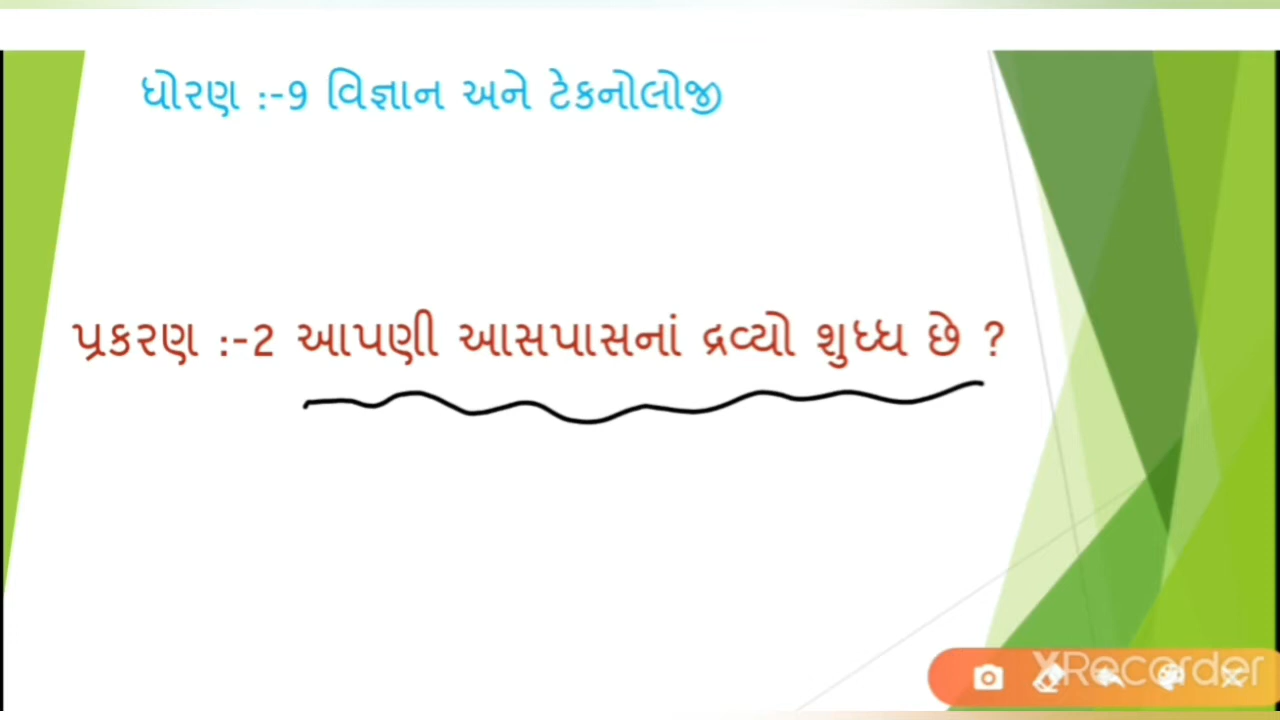 ધોરણ :-9 વિજ્ઞાન અને ટેકનોલોજી
પ્રકરણ :-2 આપણી આસપાસનાં દ્રવ્યો શુધ્ધ છે ?
XRecorder